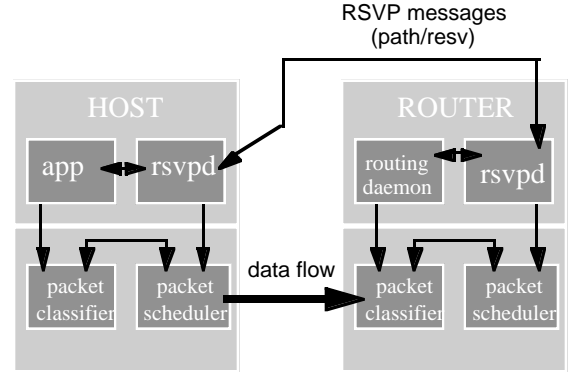 RSVP messages
(path/resv)
HOST
ROUTER
app
rsvpd
routing
daemon
rsvpd
data flow
packet
classifier
packet
scheduler
packet
classifier
packet
scheduler